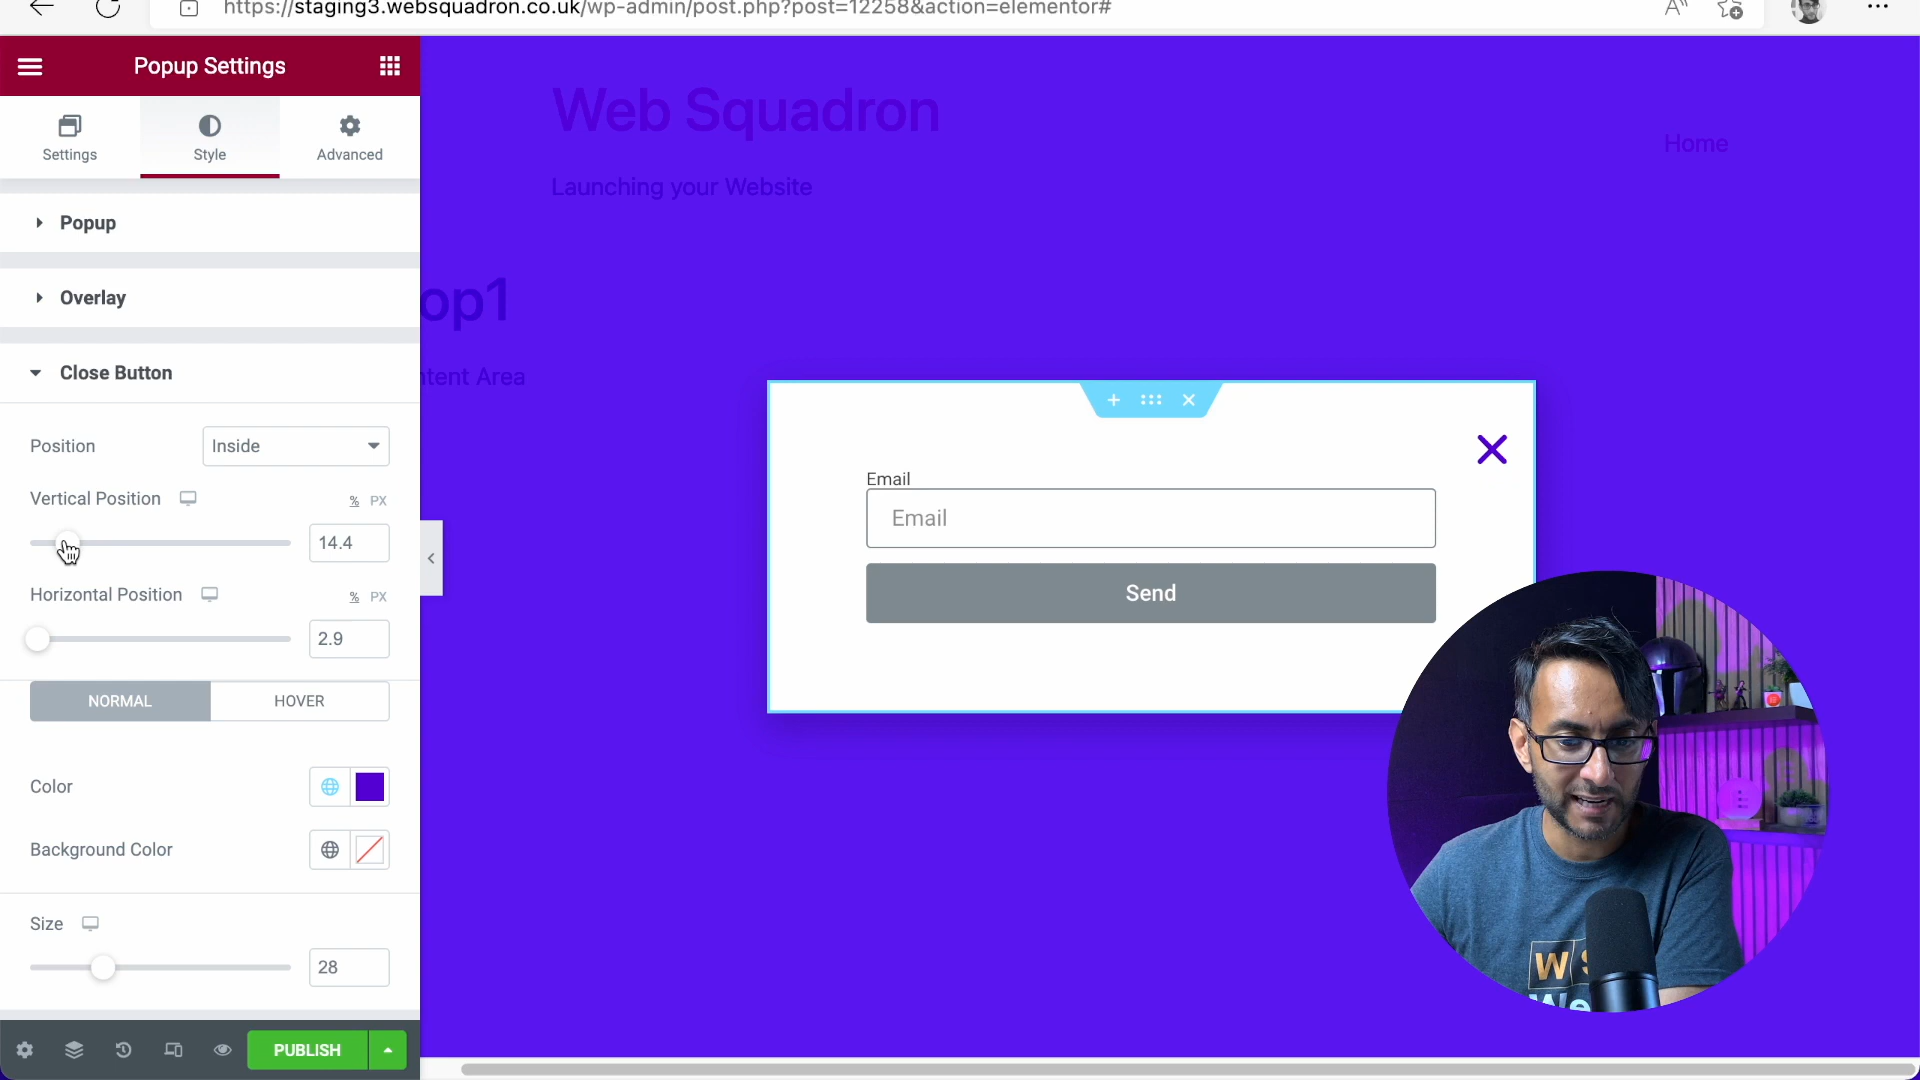 https://staging3.websquadron.co.uk/wp-admin/post.php?post=12258&action=elementor#
Popup Settings
Settings
Style
Advanced
Popup
Overlay
Close Button
Position
Inside
Vertical Position
% PX
14.4
Horizontal Position
% PX
2.9
NORMAL
HOVER
Color
Background Color
Size
28
PUBLISH
Web Squadron
Home
Launching your Website
op1
ntent Area
Email
Email
Send
WS
We